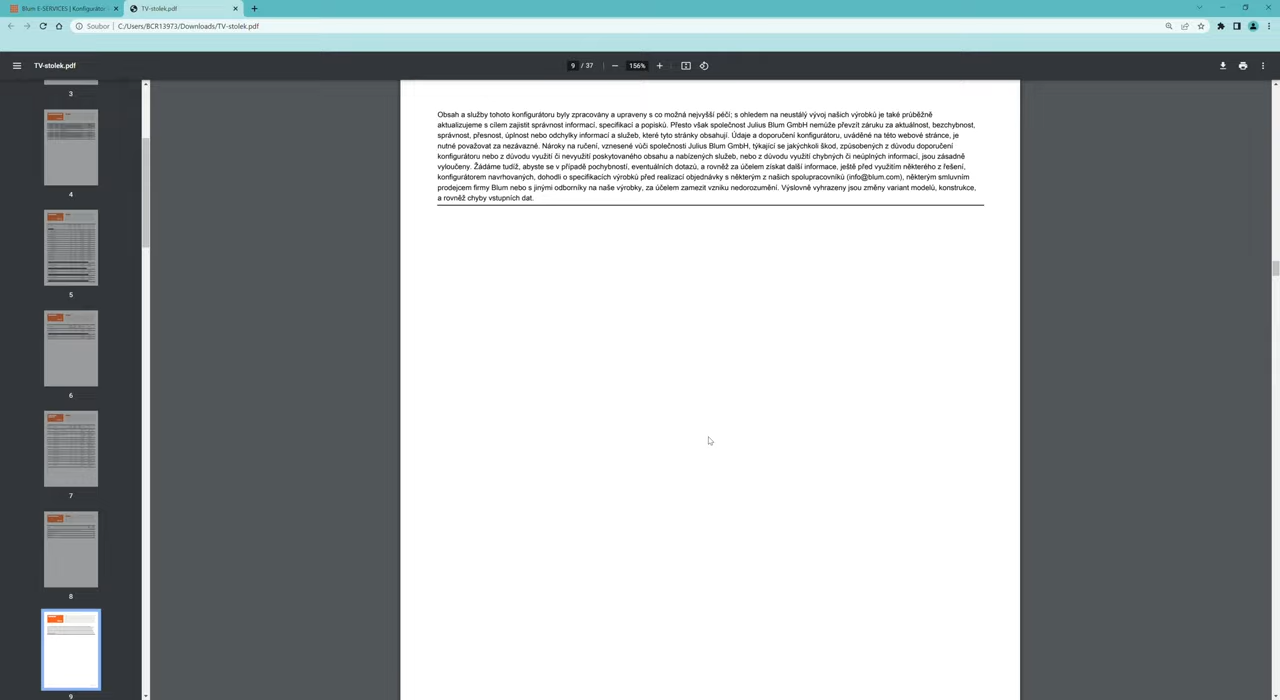 Blum E-SERVICES | Konfigurátor
TV-stolek.pdf
Soubor
C:/Users/BCR13973/Downloads/TV-stolek.pdf
TV-stolek.pdf
9 / 37
156%
3
4
5
6
7
8
9
Obsah a služby tohoto konfigurátoru byly zpracovány a upraveny s co možná nejvyšší péčí; s ohledem na neustálý vývoj našich výrobků je také průběžně
aktualizujeme s cílem zajistit správnost informací, specifikací a popisků. Přesto však společnost Julius Blum GmbH nemůže převzít záruku za aktuálnost, bezchybnost,
správnost, přesnost, úplnost nebo odchylky informací a služeb, které tyto stránky obsahují. Údaje a doporučení konfigurátoru, uváděné na této webové stránce, je
nutné považovat za nezávazné. Nároky na ručení, vznesené vůči společnosti Julius Blum GmbH, týkající se jakýchkoli škod, způsobených z důvodu doporučení
konfigurátoru nebo z důvodu využití či nevyužití poskytovaného obsahu a nabízených služeb, nebo z důvodu využití chybných či neúplných informací, jsou zásadně
vyloučeny. Žádáme tudíž, abyste se v případě pochybností, eventuálních dotazů, a rovněž za účelem získat další informace, ještě před využitím některého z řešení,
konfigurátorem navrhovaných, dohodli o specifikacích výrobků před realizací objednávky s některým z našich spolupracovníků (info@blum.com), některým smluvním
prodejcem firmy Blum nebo s jinými odborníky na naše výrobky, za účelem zamezit vzniku nedorozumění. Výslovně vyhrazeny jsou změny variant modelů, konstrukce,
a rovněž chyby vstupních dat.